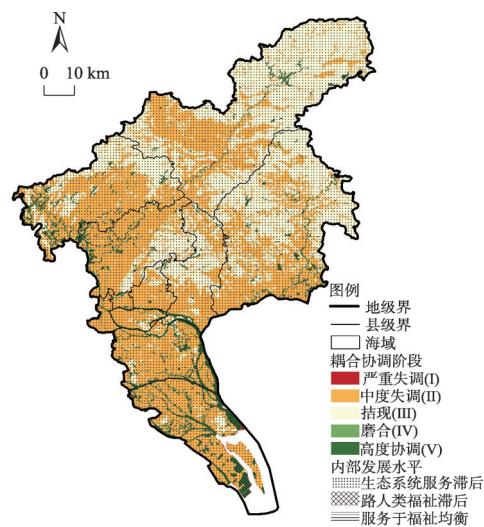 N
0 10 km
图例
地级界
县级界
海域
耦合协调阶段
严重失调(I)
中度失调(II)
拮现(III)
磨合(IV)
高度协调(V)
内部发展水平
生态系统服务滞后
路人类福祉滞后
服务于福祉均衡